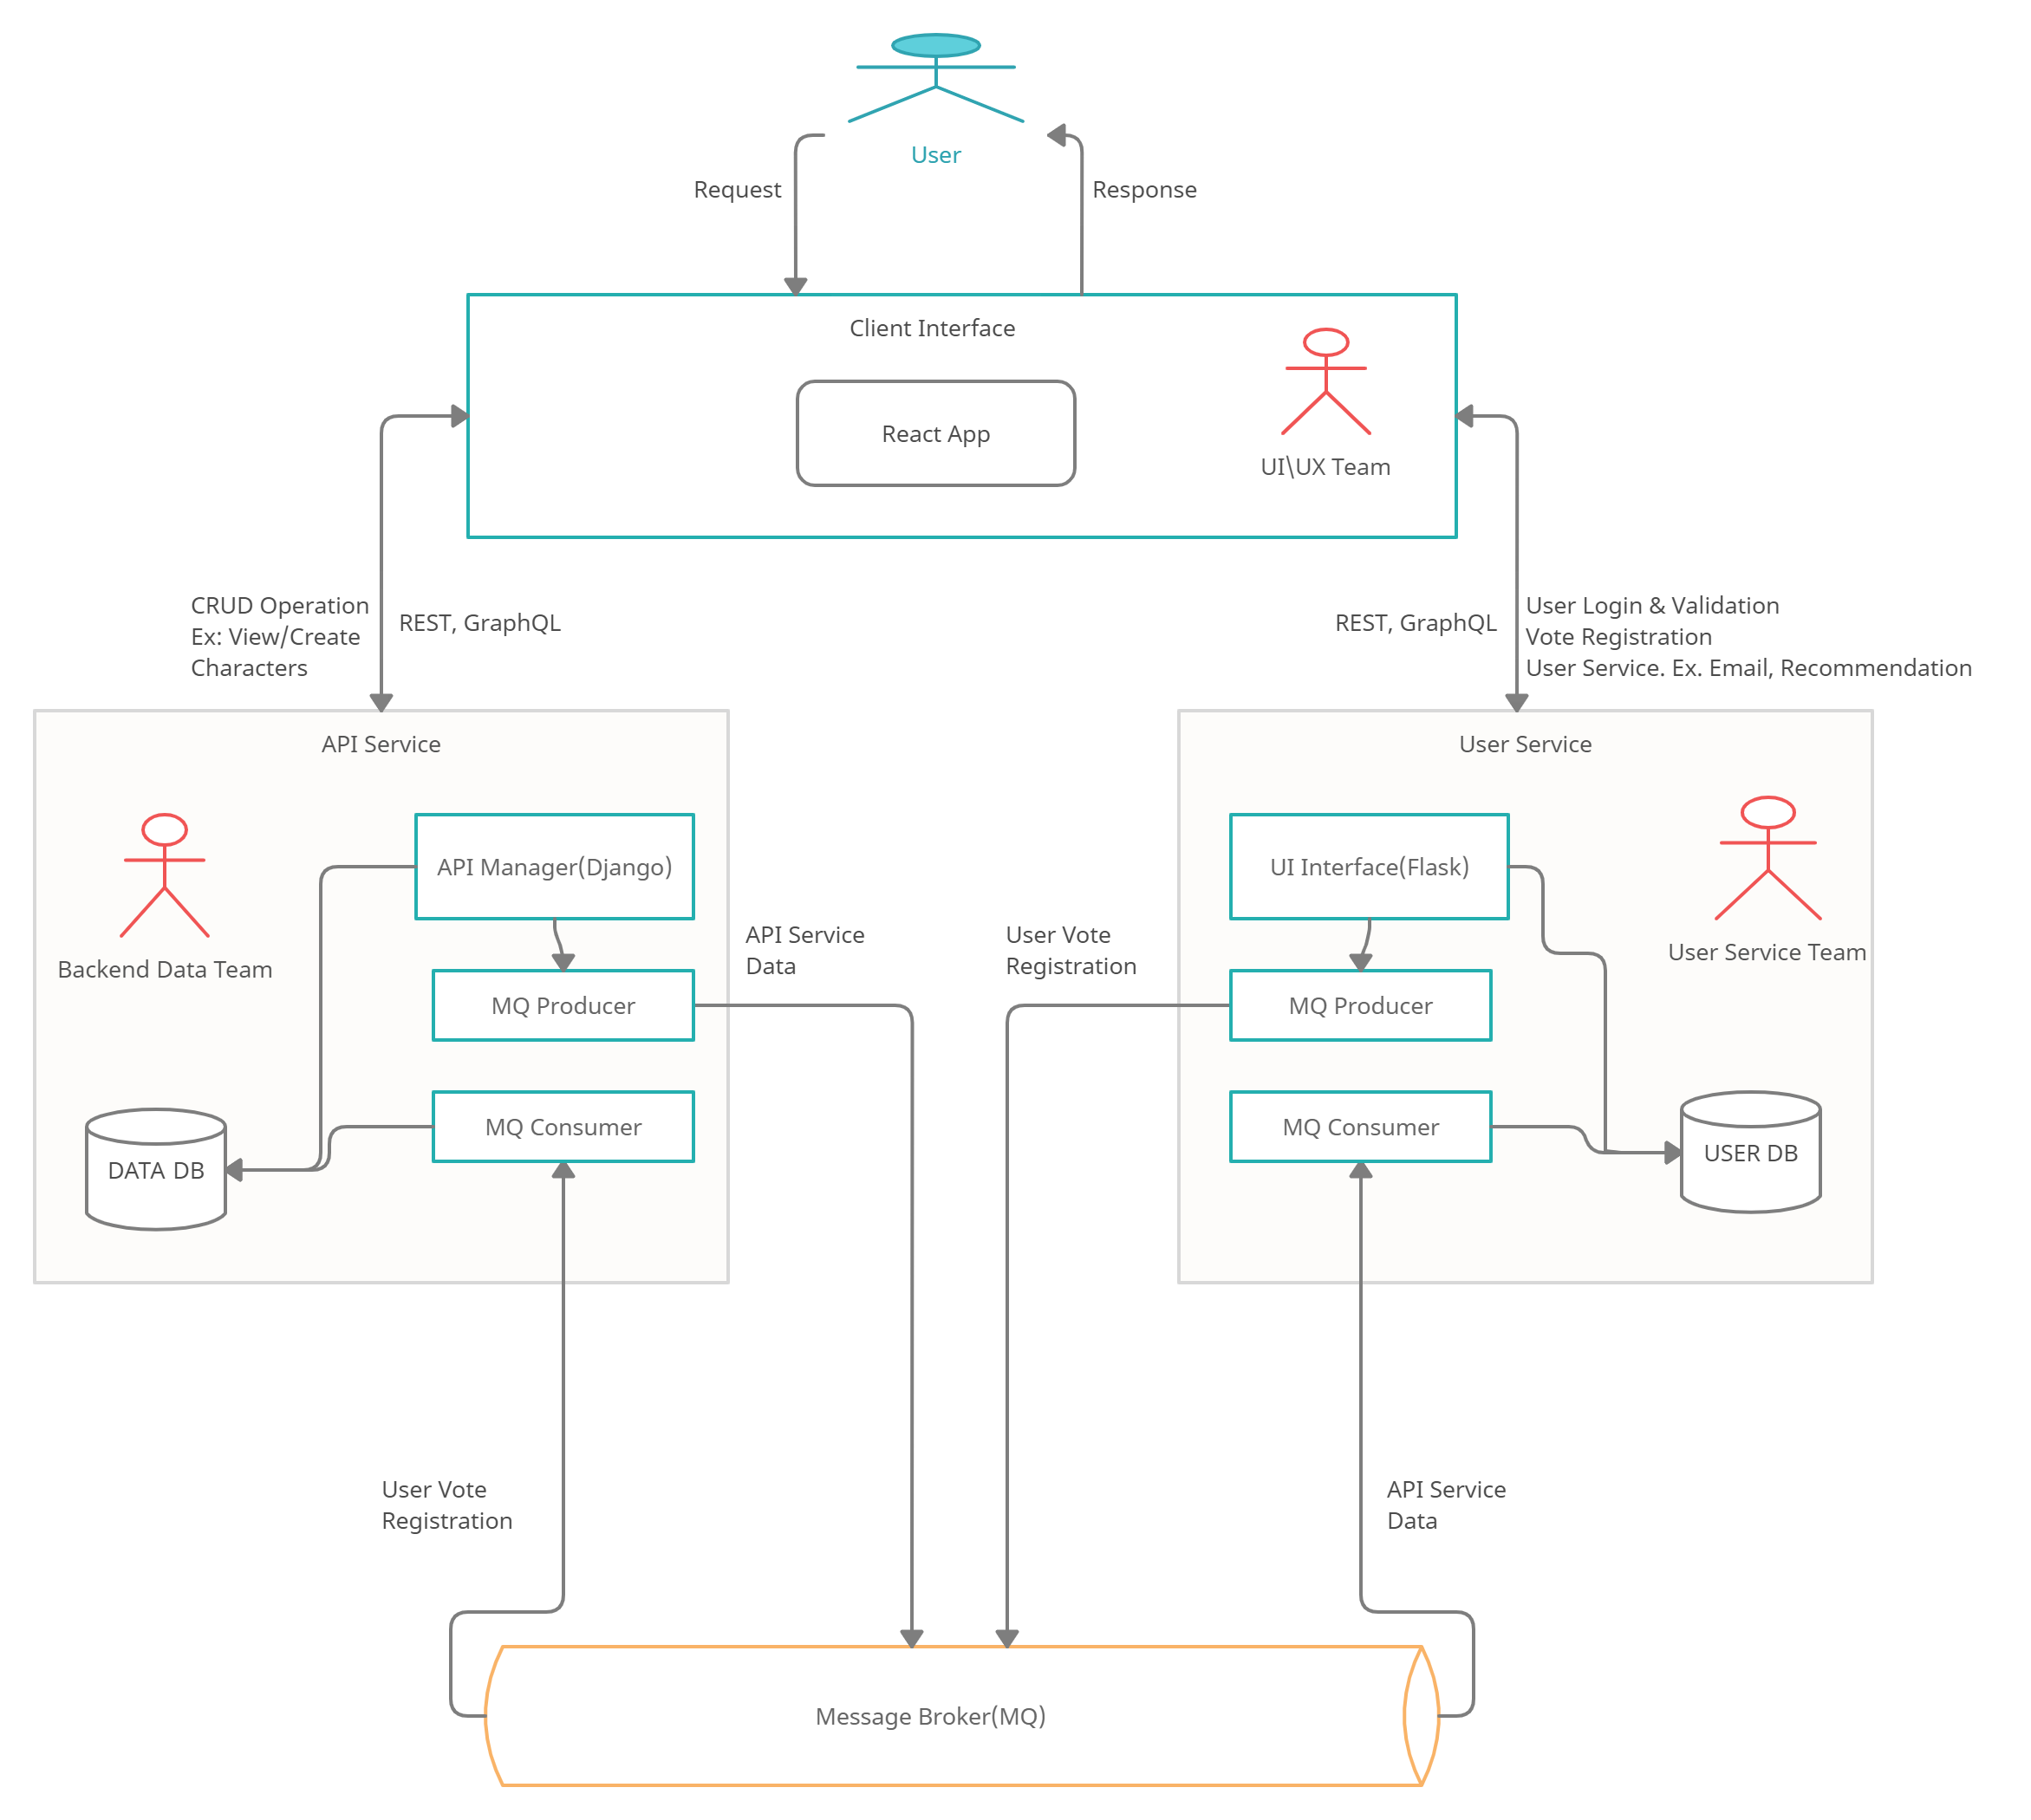 User
Request
Response
Client Interface
React App
UI\UX Team
CRUD Operation
Ex: View/Create
Characters
REST, GraphQL
REST, GraphQL
User Login & Validation
Vote Registration
User Service. Ex. Email, Recommendation
API Service
Backend Data Team
API Manager(Django)
MQ Producer
MQ Consumer
DATA DB
API Service
Data
User Vote
Registration
User Service
UI Interface(Flask)
User Service Team
MQ Producer
MQ Consumer
USER DB
User Vote
Registration
API Service
Data
Message Broker(MQ)